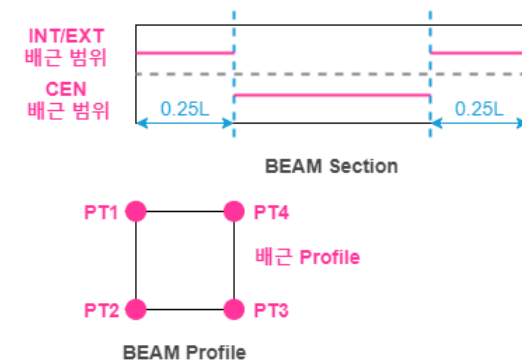 INT/EXT
배근 범위
CEN
배근 범위
0.25L
0.25L
BEAM Section
PT1
PT4
배근 Profile
PT2
PT3
BEAM Profile